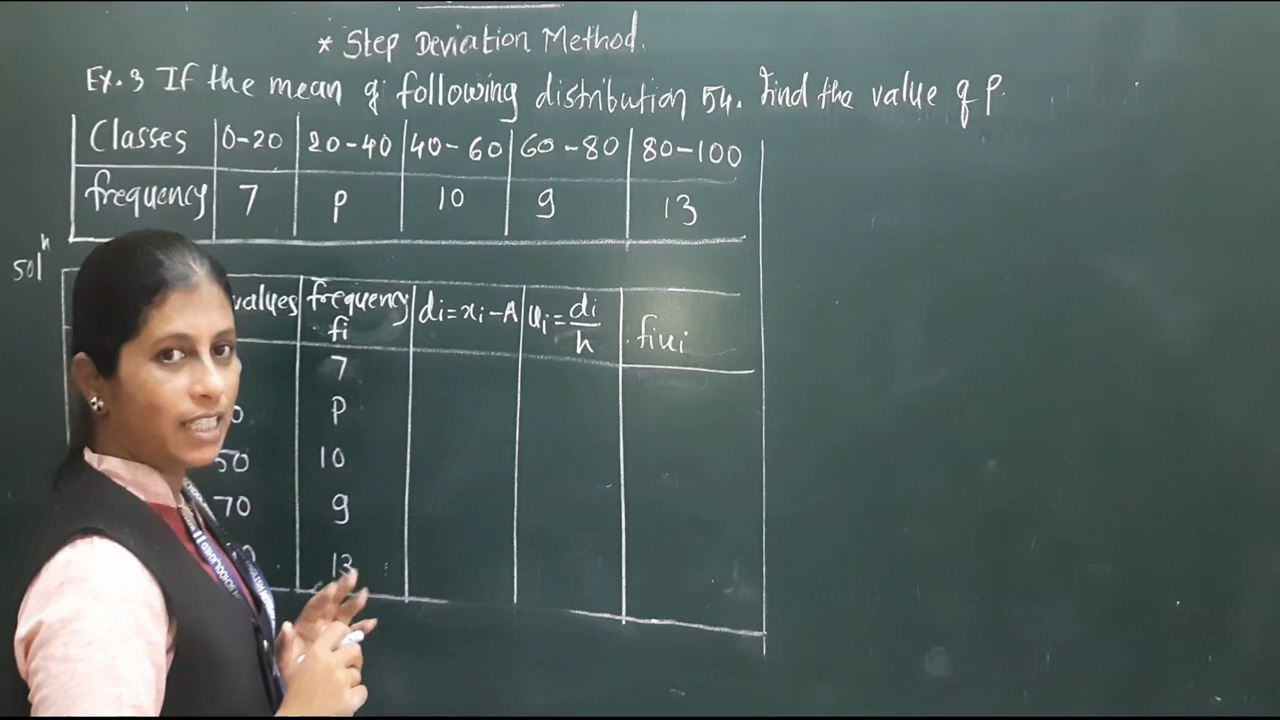 * Step Deviation Method.
Ex. 3 If the mean of following distribution 54. Find the value of P.
Classes 0-20 20-40 40-60 60-80 80-100
frequency 7 P 10 9 13
solⁿ
values frequency fi di=xi-A ui=di/h fiui
7
P
50 10
70 9
13